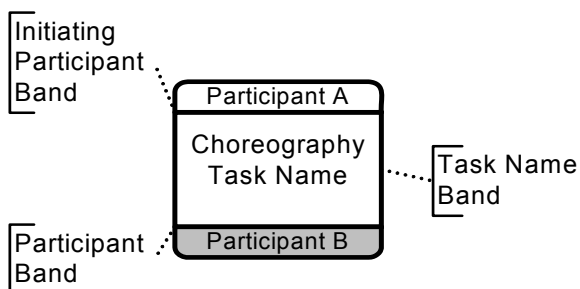 Initiating
Participant
Band
Participant A
Choreography
Task Name
Task Name
Band
Participant B
Participant
Band